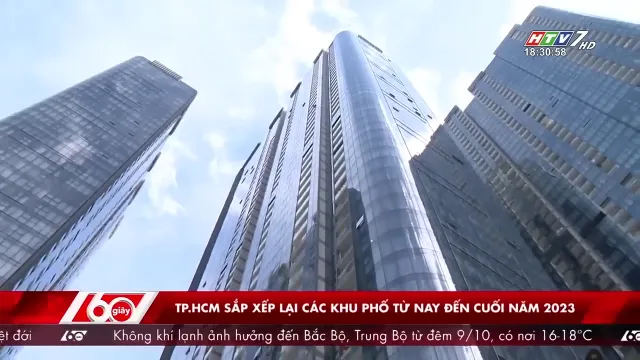 HTV7 HD
18:30:58
60 giây
TP.HCM SẮP XẾP LẠI CÁC KHU PHỐ TỪ NAY ĐẾN CUỐI NĂM 2023
ệt đới 60 Không khí lạnh ảnh hưởng đến Bắc Bộ, Trung Bộ từ đêm 9/10, có nơi 16-18°C 60